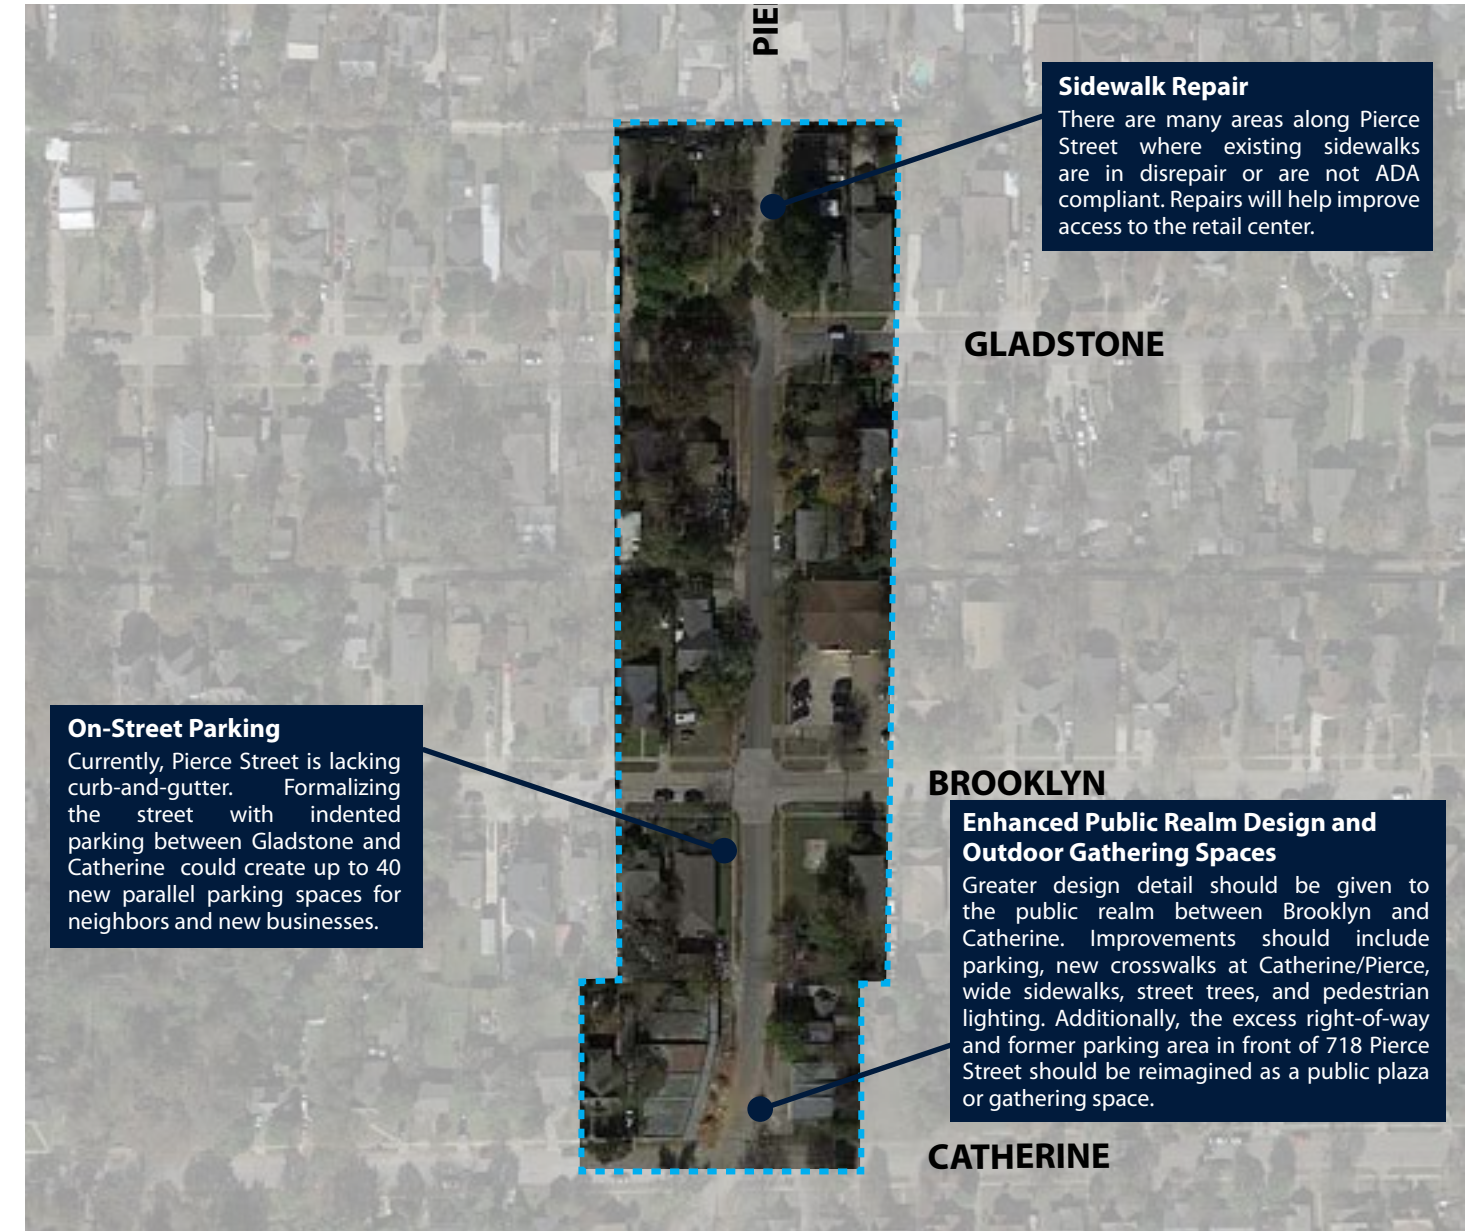 PIE
Sidewalk Repair
There are many areas along Pierce
Street where existing sidewalks
are in disrepair or are not ADA
compliant. Repairs will help improve
access to the retail center.
GLADSTONE
On-Street Parking
Currently, Pierce Street is lacking
curb-and-gutter. Formalizing
the street with indented
parking between Gladstone and
Catherine could create up to 40
new parallel parking spaces for
neighbors and new businesses.
BROOKLYN
Enhanced Public Realm Design and
Outdoor Gathering Spaces
Greater design detail should be given to
the public realm between Brooklyn and
Catherine. Improvements should include
parking, new crosswalks at Catherine/Pierce,
wide sidewalks, street trees, and pedestrian
lighting. Additionally, the excess right-of-way
and former parking area in front of 718 Pierce
Street should be reimagined as a public plaza
or gathering space.
CATHERINE